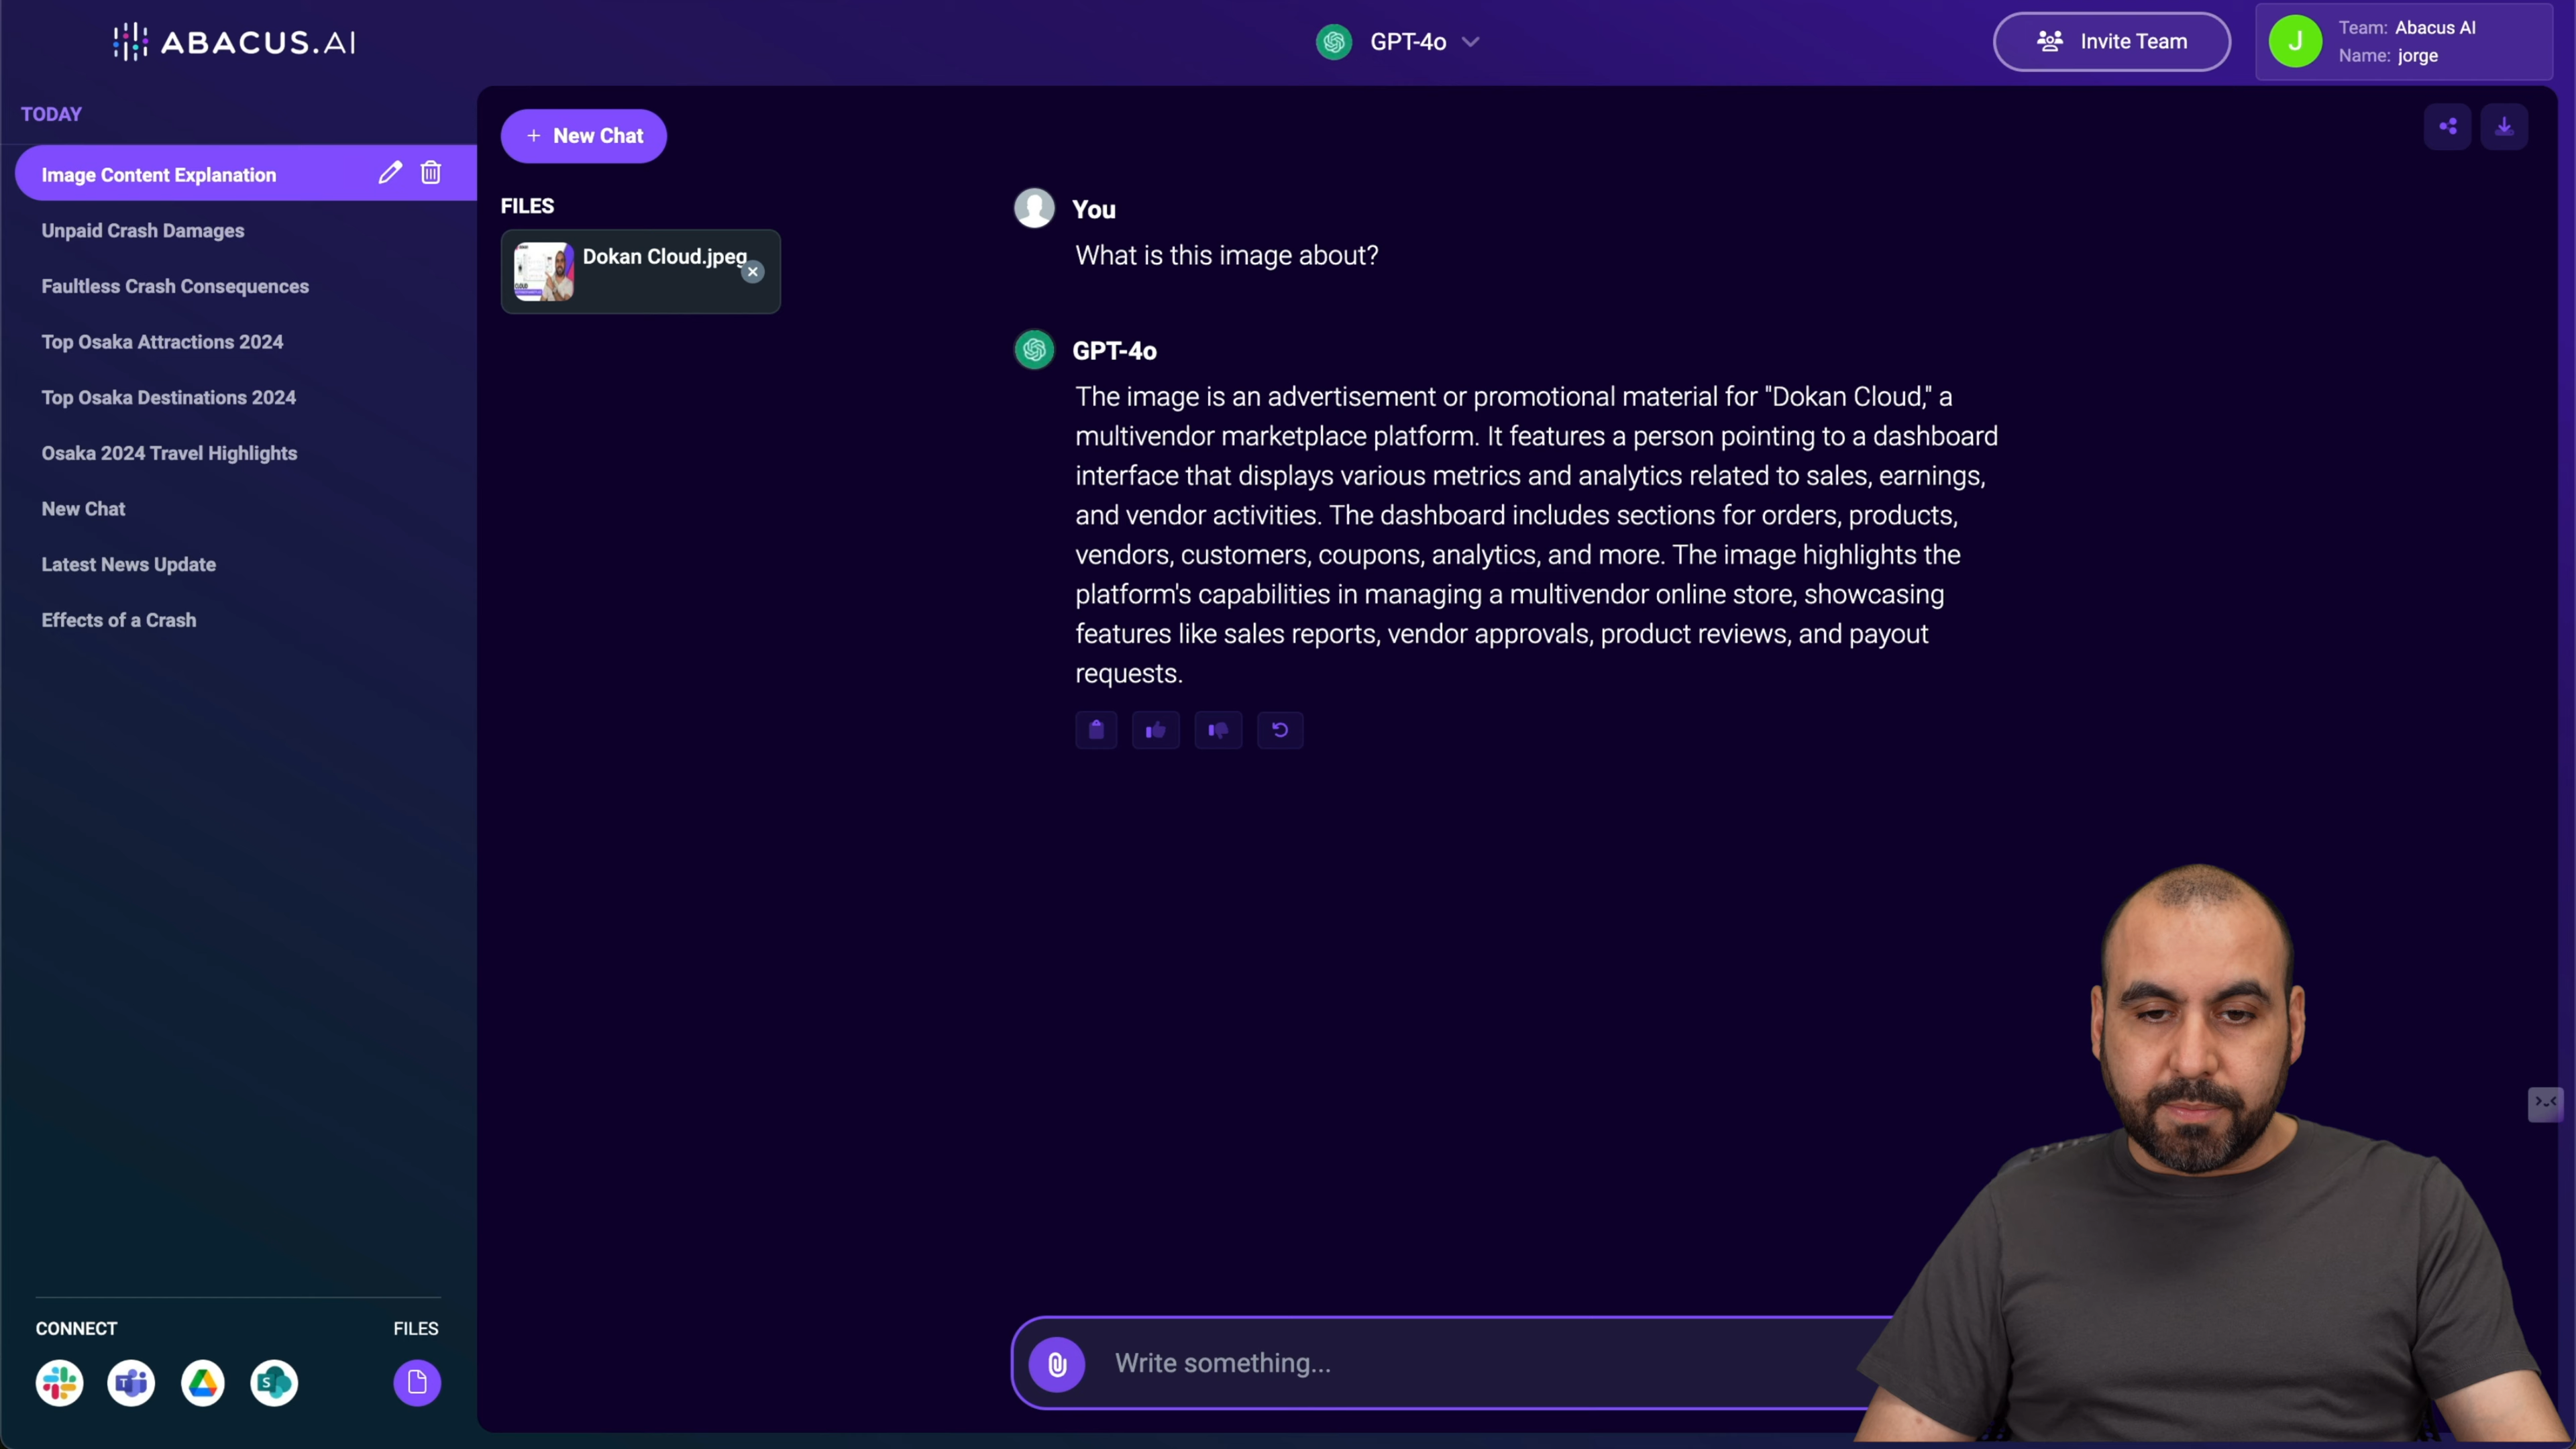 ABACUS.AI
GPT-4o
Invite Team
J
Team: Abacus AI
Name: jorge
TODAY
Image Content Explanation
Unpaid Crash Damages
Faultless Crash Consequences
Top Osaka Attractions 2024
Top Osaka Destinations 2024
Osaka 2024 Travel Highlights
New Chat
Latest News Update
Effects of a Crash
CONNECT
FILES
+ New Chat
FILES
Dokan Cloud.jpeg
You
What is this image about?
GPT-4o
The image is an advertisement or promotional material for "Dokan Cloud," a
multivendor marketplace platform. It features a person pointing to a dashboard
interface that displays various metrics and analytics related to sales, earnings,
and vendor activities. The dashboard includes sections for orders, products,
vendors, customers, coupons, analytics, and more. The image highlights the
platform's capabilities in managing a multivendor online store, showcasing
features like sales reports, vendor approvals, product reviews, and payout
requests.
Write something...